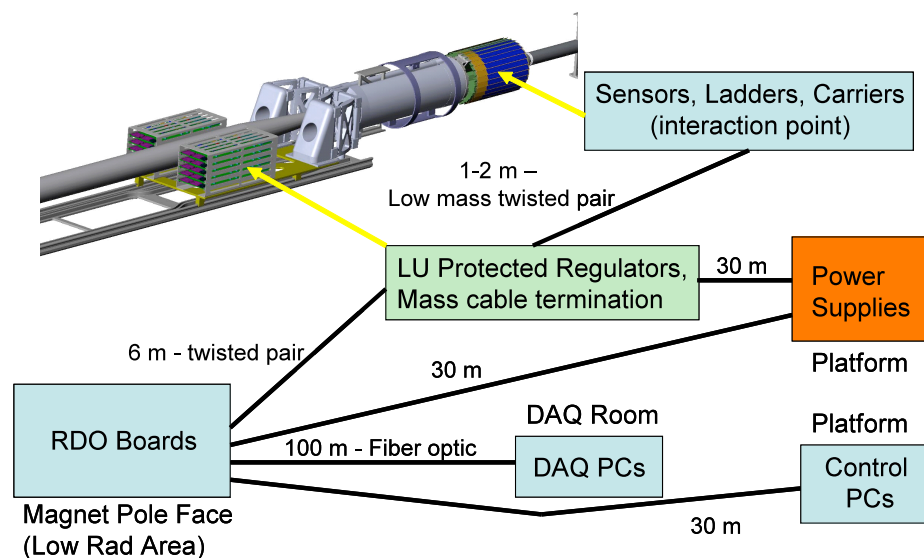 Sensors, Ladders, Carriers
(interaction point)
1-2 m –
Low mass twisted pair
LU Protected Regulators,
Mass cable termination
30 m
Power
Supplies
Platform
6 m - twisted pair
30 m
RDO Boards
Magnet Pole Face
(Low Rad Area)
100 m - Fiber optic
DAQ Room
DAQ PCs
Platform
Control
PCs
30 m